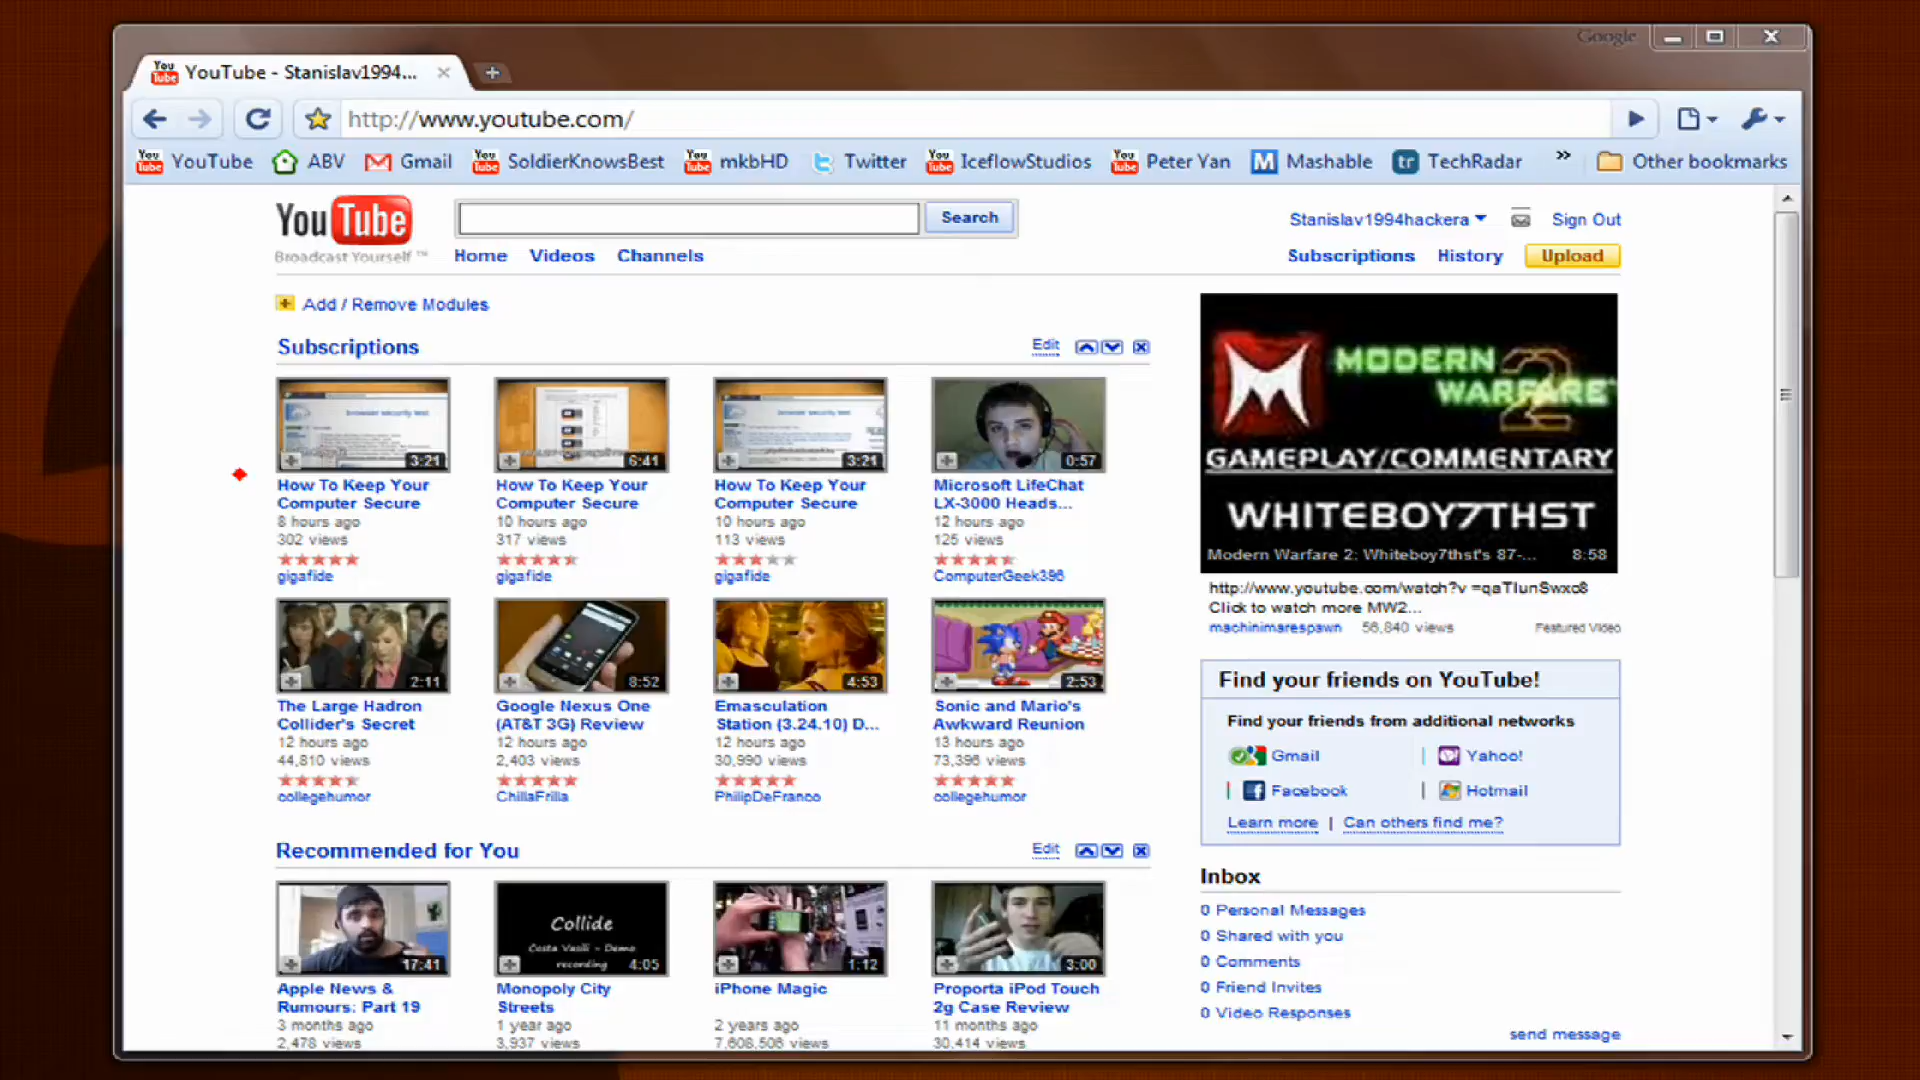 Google
YouTube - Stanislav1994...
http://www.youtube.com/
YouTube ABV Gmail SoldierKnowsBest mkbHD Twitter IceflowStudios Peter Yan Mashable TechRadar » Other bookmarks
YouTube
Broadcast Yourself ™
Search
Stanislav1994hackera Sign Out
Home Videos Channels
Subscriptions History Upload
Add / Remove Modules
Subscriptions Edit
3:21 6:41 3:21 0:57
How To Keep Your Computer Secure
8 hours ago
302 views
gigafide
How To Keep Your Computer Secure
10 hours ago
317 views
gigafide
How To Keep Your Computer Secure
10 hours ago
113 views
gigafide
Microsoft LifeChat LX-3000 Heads...
12 hours ago
125 views
ComputerGeek396
2:11 8:52 4:53 2:53
The Large Hadron Collider's Secret
12 hours ago
44,810 views
collegehumor
Google Nexus One (AT&T 3G) Review
12 hours ago
2,403 views
ChillaFrilla
Emasculation Station (3.24.10) D...
12 hours ago
30,990 views
PhilipDeFranco
Sonic and Mario's Awkward Reunion
13 hours ago
73,396 views
collegehumor
Recommended for You Edit
17:41
Collide
Costa Vasili - Demo
recording 4:05
1:12 3:00
Apple News & Rumours: Part 19
3 months ago
2,478 views
Monopoly City Streets
1 year ago
3,937 views
iPhone Magic
2 years ago
7,608,506 views
Proporta iPod Touch 2g Case Review
11 months ago
30,414 views
MODERN
WARFARE 2
GAMEPLAY/COMMENTARY
WHITEBOY7THST
Modern Warfare 2: Whiteboy7thst's 87-... 8:58
http://www.youtube.com/watch?v =qaTIunSwxo8
Click to watch more MW2...
machinimarespawn 56,840 views Featured Video
Find your friends on YouTube!
Find your friends from additional networks
Gmail | Yahoo!
| Facebook | Hotmail
Learn more | Can others find me?
Inbox
0 Personal Messages
0 Shared with you
0 Comments
0 Friend Invites
0 Video Responses
send message